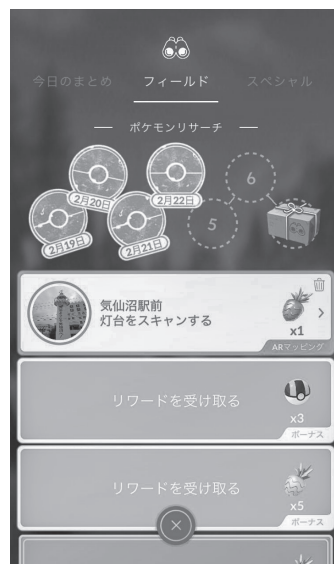 今日のまとめ フィールド スペシャル
ポケモンリサーチ
2月20日
2月22日
2月19日
2月21日
5
6
気仙沼駅前
灯台をスキャンする
x1
ARマッピング
リワードを受け取る
x3
ボーナス
リワードを受け取る
x5
ボーナス